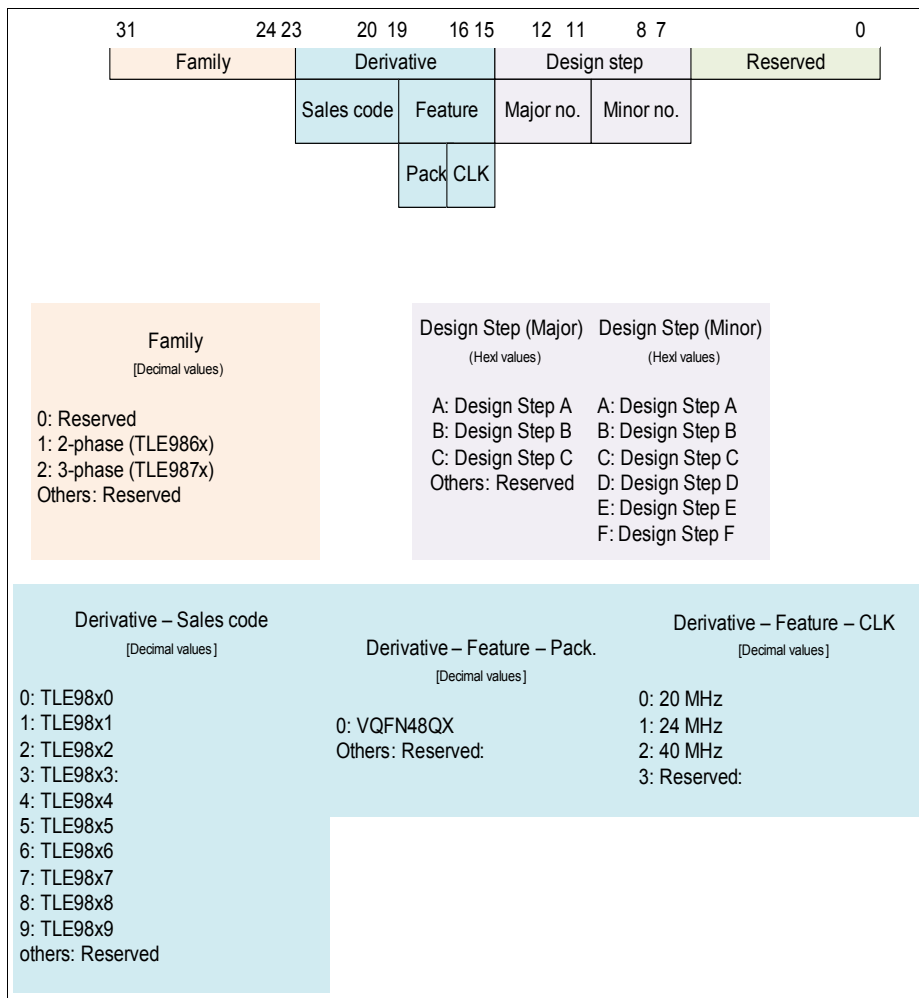 31 24 23 20 19 16 15 12 11 8 7 0
Family Derivative Design step Reserved
Sales code Feature Major no. Minor no.
Pack CLK
Family
[Decimal values)
0: Reserved
1: 2-phase (TLE986x)
2: 3-phase (TLE987x)
Others: Reserved
Design Step (Major)
(Hexl values)
A: Design Step A
B: Design Step B
C: Design Step C
Others: Reserved
Design Step (Minor)
(Hexl values)
A: Design Step A
B: Design Step B
C: Design Step C
D: Design Step D
E: Design Step E
F: Design Step F
Derivative – Sales code
[Decimal values]
0: TLE98x0
1: TLE98x1
2: TLE98x2
3: TLE98x3:
4: TLE98x4
5: TLE98x5
6: TLE98x6
7: TLE98x7
8: TLE98x8
9: TLE98x9
others: Reserved
Derivative – Feature – Pack.
[Decimal values]
0: VQFN48QX
Others: Reserved:
Derivative – Feature – CLK
[Decimal values]
0: 20 MHz
1: 24 MHz
2: 40 MHz
3: Reserved: